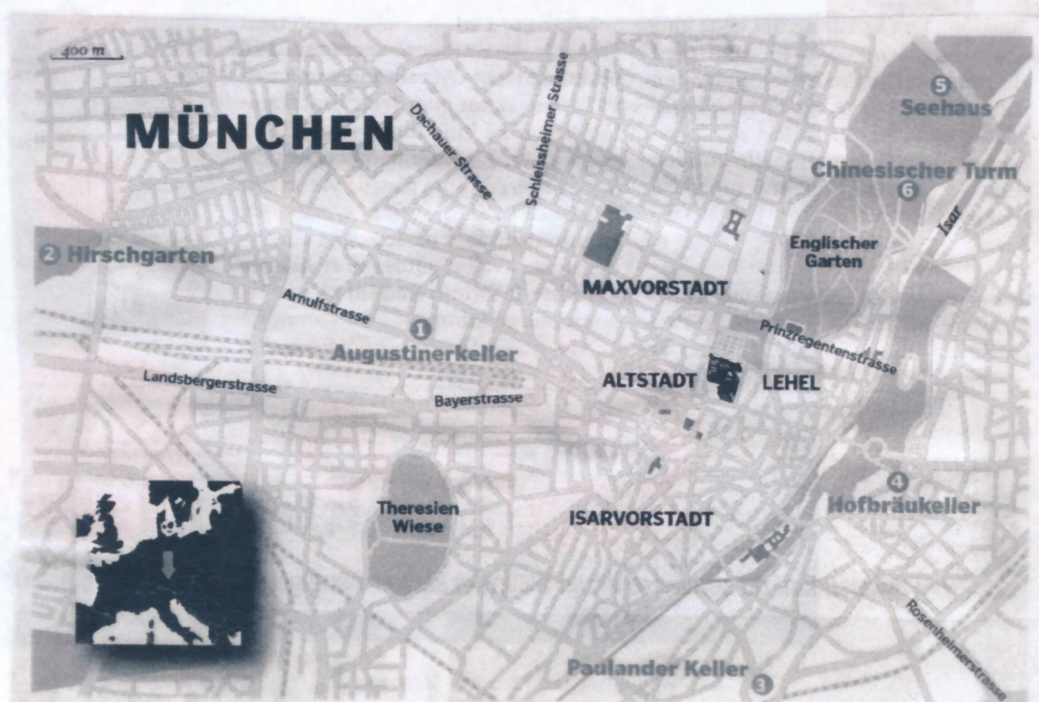 400 m
MÜNCHEN
Dachauer Strasse
Schleissheimer Strasse
5
Seehaus
Chinesischer Turm
6
Isar
Englischer
Garten
2 Hirschgarten
MAXVORSTADT
Arnulfstrasse
1
Augustinerkeller
Prinzregentenstrasse
Landsbergerstrasse
Bayerstrasse
ALTSTADT
LEHEL
Theresien
Wiese
ISARVORSTADT
4
Hofbräukeller
Rosenheimerstrasse
Paulander Keller
3